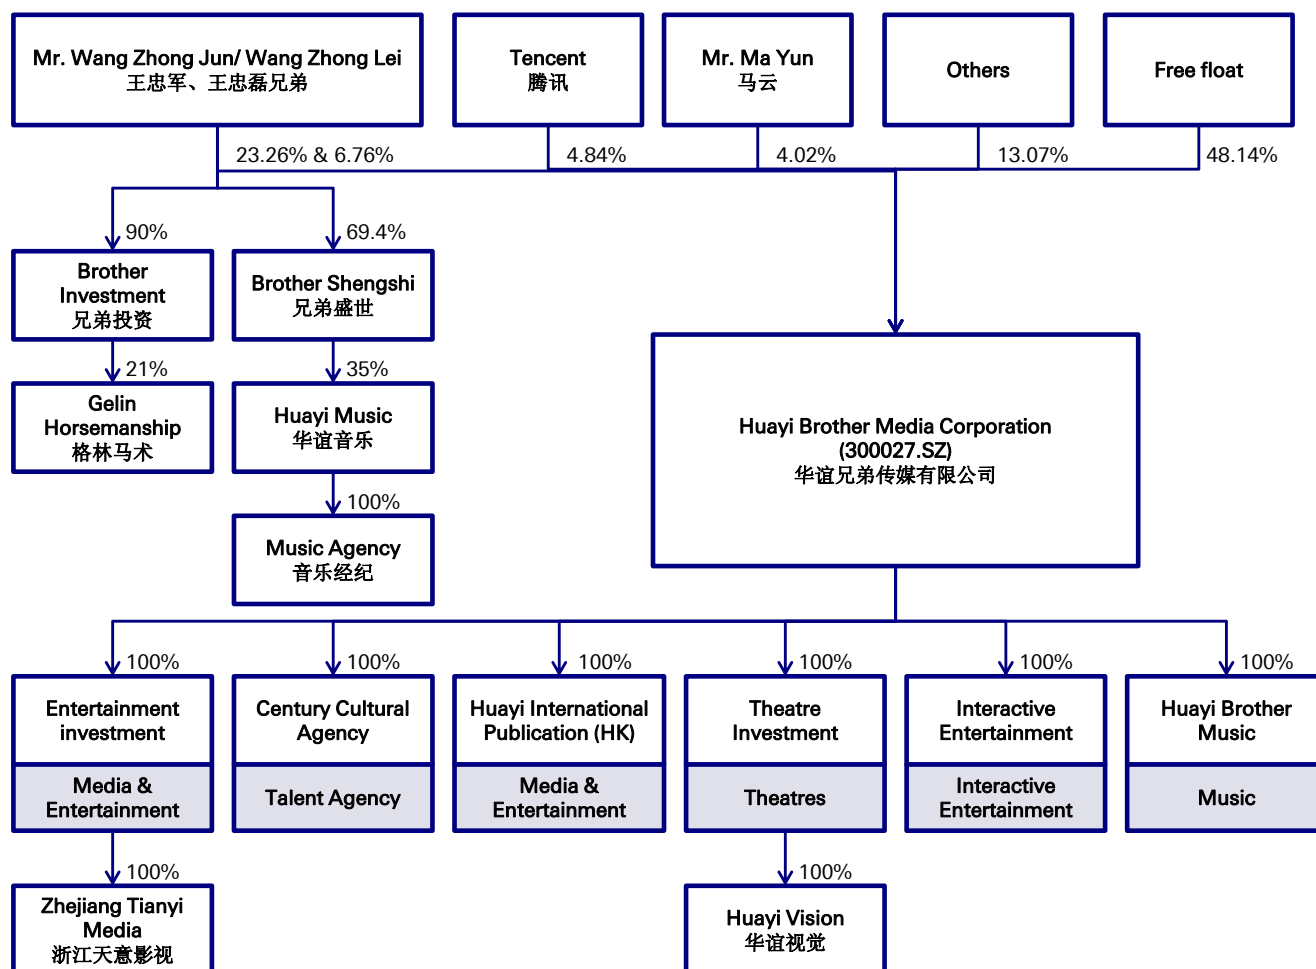 Mr. Wang Zhong Jun/ Wang Zhong Lei
王忠军、王忠磊兄弟
Tencent
腾讯
Mr. Ma Yun
马云
Others
Free float
23.26% & 6.76%
4.84%
4.02%
13.07%
48.14%
90%
69.4%
Brother
Investment
兄弟投资
Brother Shengshi
兄弟盛世
21%
35%
Gelin
Horsemanship
格林马术
Huayi Music
华谊音乐
Huayi Brother Media Corporation
(300027.SZ)
华谊兄弟传媒有限公司
100%
Music Agency
音乐经纪
100%
100%
100%
100%
100%
100%
Entertainment
investment
Century Cultural
Agency
Huayi International
Publication (HK)
Theatre
Investment
Interactive
Entertainment
Huayi Brother
Music
Media &
Entertainment
Talent Agency
Media &
Entertainment
Theatres
Interactive
Entertainment
Music
100%
100%
Zhejiang Tianyi
Media
浙江天意影视
Huayi Vision
华谊视觉